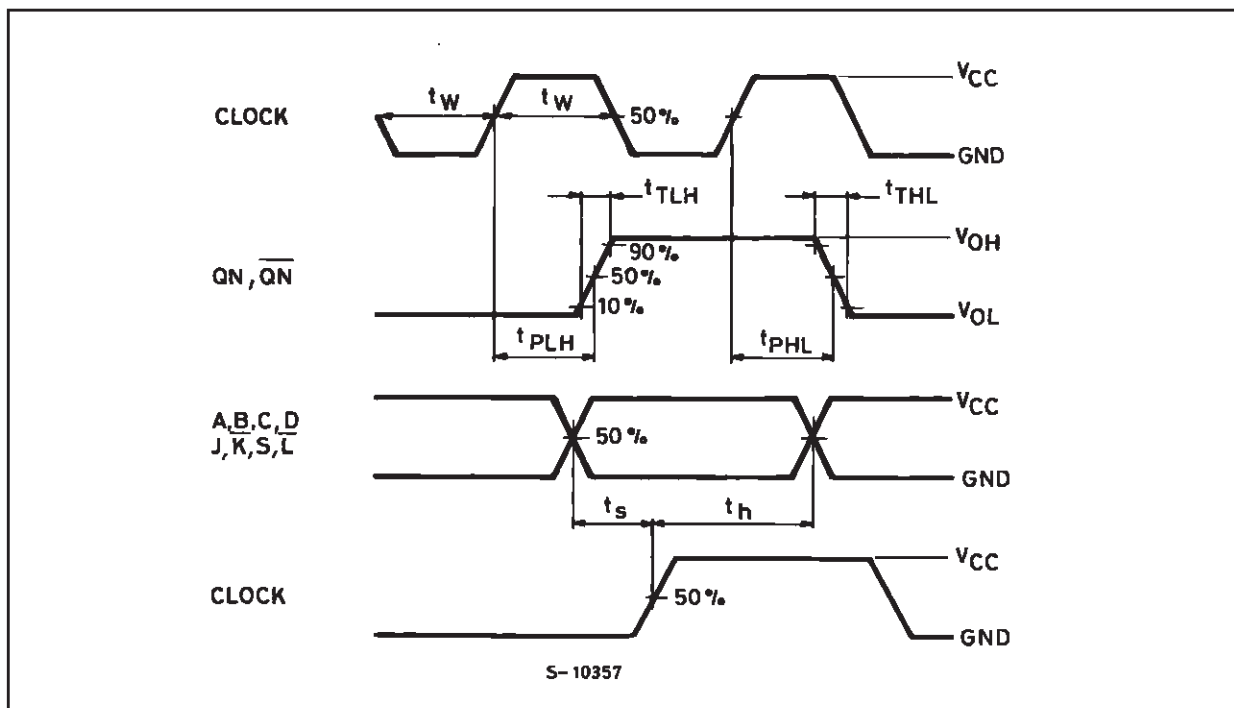 VCC
tW tW
CLOCK 50%
GND
tTLH tTHL
VOH
90%
QN, Q̅N̅ 50%
10% VOL
tPLH tPHL
VCC
A,B,C,D 50%
J,K̅,S,L̅
GND
ts th
VCC
CLOCK 50%
GND
S-10357